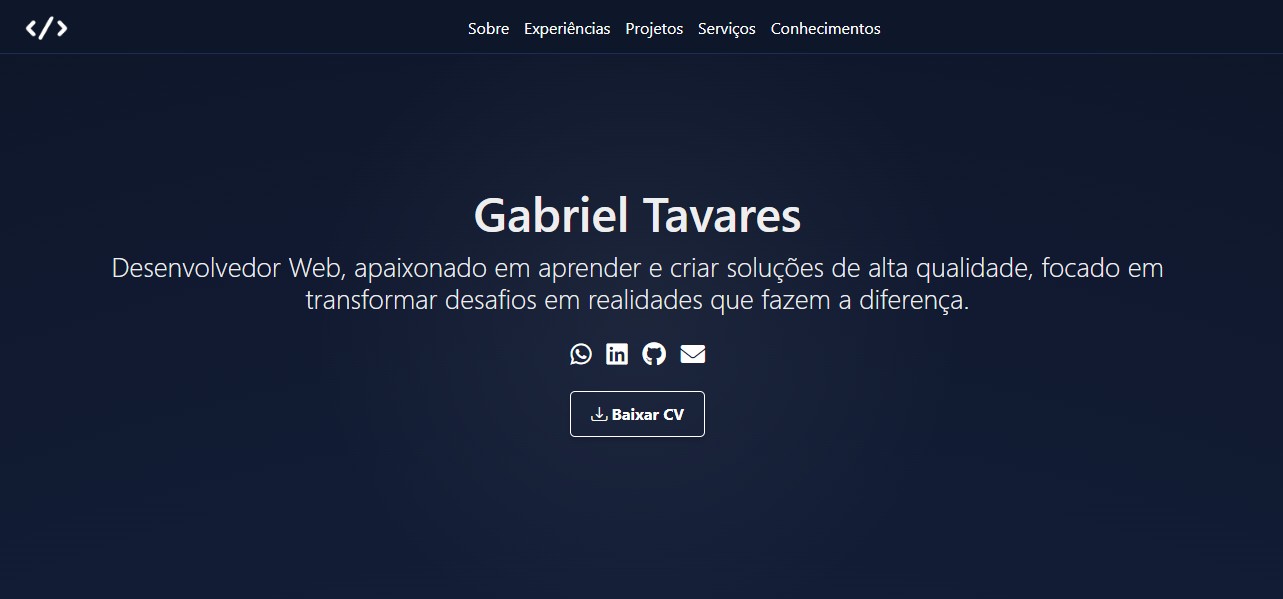 </>
Sobre Experiências Projetos Serviços Conhecimentos
Gabriel Tavares
Desenvolvedor Web, apaixonado em aprender e criar soluções de alta qualidade, focado em
transformar desafios em realidades que fazem a diferença.
in
Baixar CV